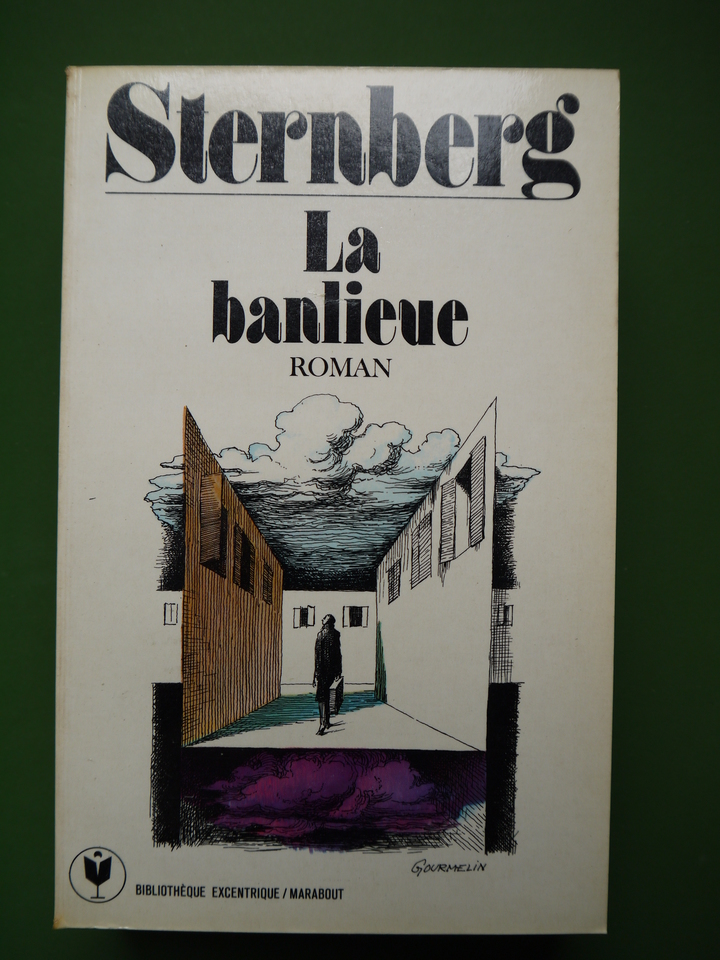 Sternberg
La
banlieue
ROMAN
GOURMELIN
BIBLIOTHÈQUE EXCENTRIQUE / MARABOUT